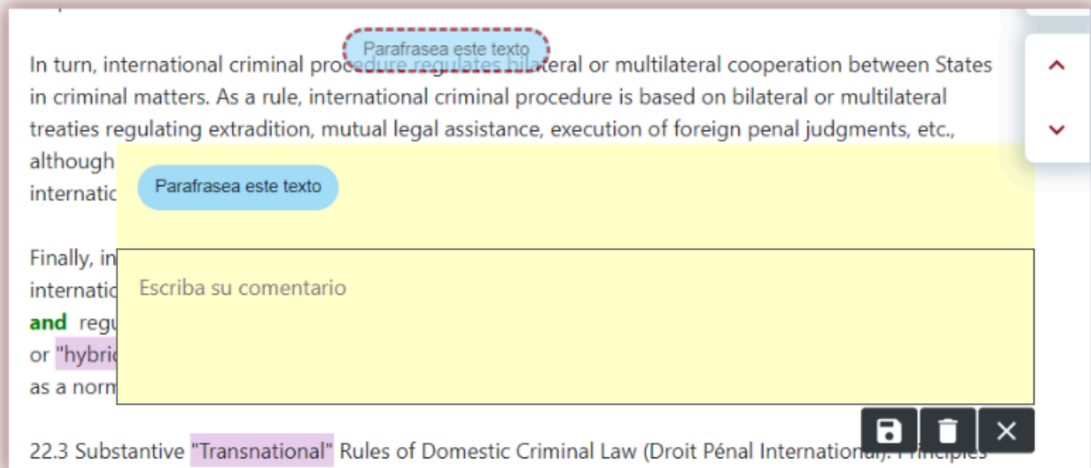 Parafrasea este texto
In turn, international criminal procedure regulates bilateral or multilateral cooperation between States
in criminal matters. As a rule, international criminal procedure is based on bilateral or multilateral
treaties regulating extradition, mutual legal assistance, execution of foreign penal judgments, etc.,
although
Parafrasea este texto
Finally, in
Escriba su comentario
and
or "hybrid
as a norm
22.3 Substantive "Transnational" Rules of Domestic Criminal Law (Droit Pénal International). Principles